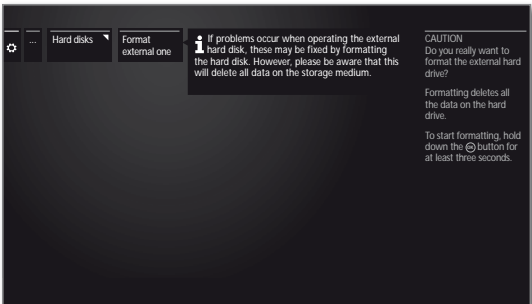 ...
Hard disks
Format
external one
i If problems occur when operating the external
hard disk, these may be fixed by formatting
the hard disk. However, please be aware that this
will delete all data on the storage medium.
CAUTION
Do you really want to
format the external hard
drive?
Formatting deletes all
the data on the hard
drive.
To start formatting, hold
down the OK button for
at least three seconds.